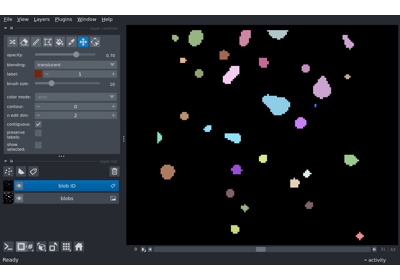 File View Layers Plugins Window Help
opacity: 0.70
blending: translucent
label: 1
brush size: 10
color mode:
contour: 0
n edit dim: 2
contiguous:
preserve labels:
show selected:
blob ID
blobs
Ready
activity